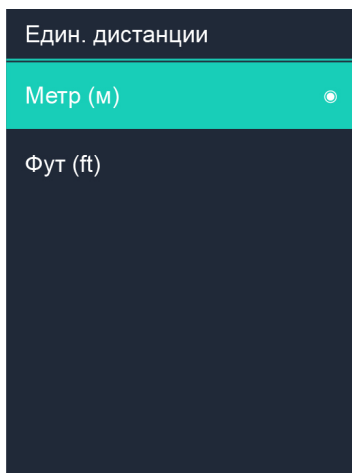 Един. дистанции
Метр (м)
Фут (ft)